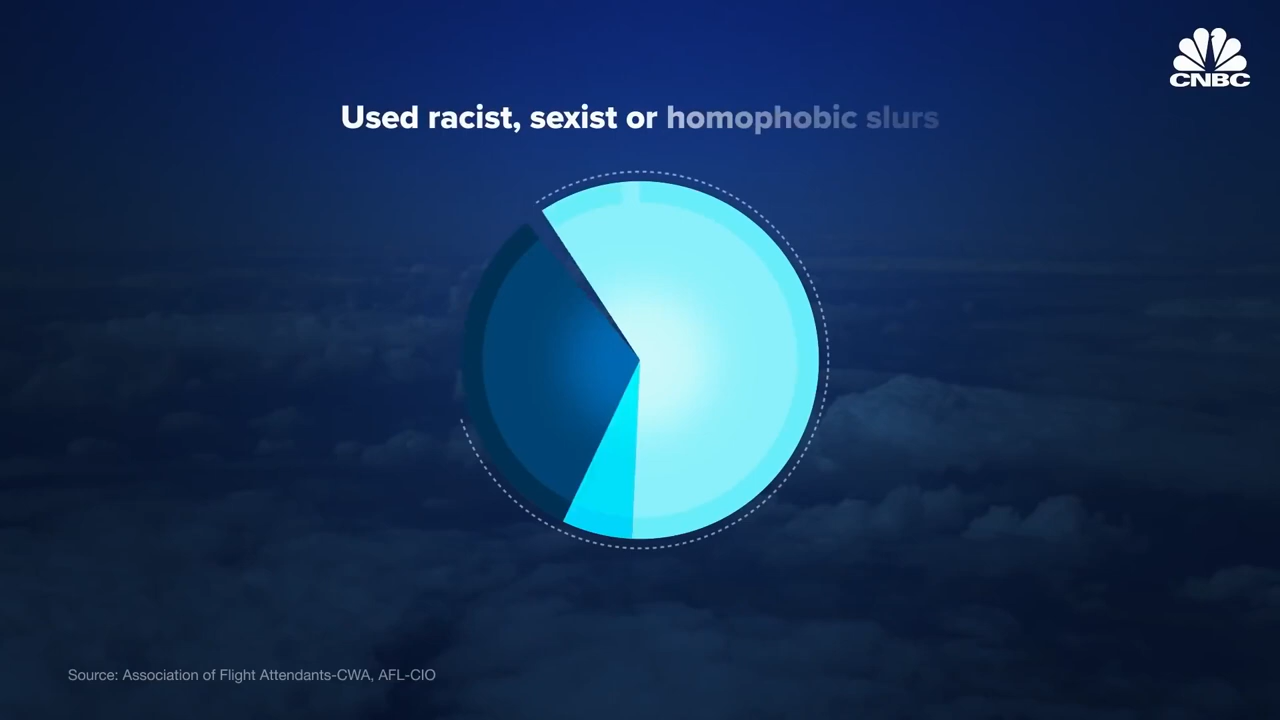 CNBC
Used racist, sexist or homophobic slurs
Source: Association of Flight Attendants-CWA, AFL-CIO